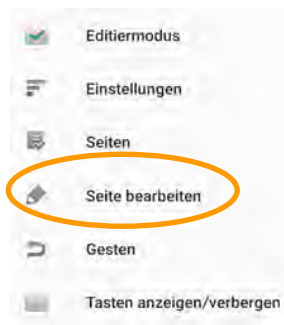 Editiermodus
Einstellungen
Seiten
Seite bearbeiten
Gesten
Tasten anzeigen/verbergen